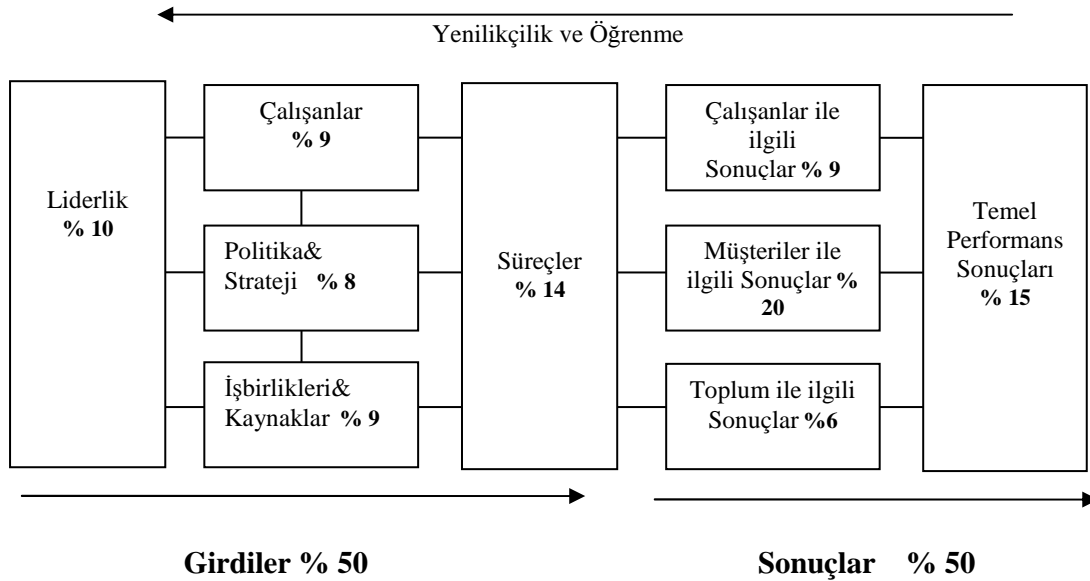 Yenilikçilik ve Öğrenme
Liderlik
% 10
Çalışanlar
% 9
Politika&
Strateji % 8
İşbirlikleri&
Kaynaklar % 9
Süreçler
% 14
Çalışanlar ile
ilgili
Sonuçlar % 9
Müşteriler ile
ilgili Sonuçlar %
20
Toplum ile ilgili
Sonuçlar %6
Temel
Performans
Sonuçları
% 15
Girdiler % 50
Sonuçlar % 50